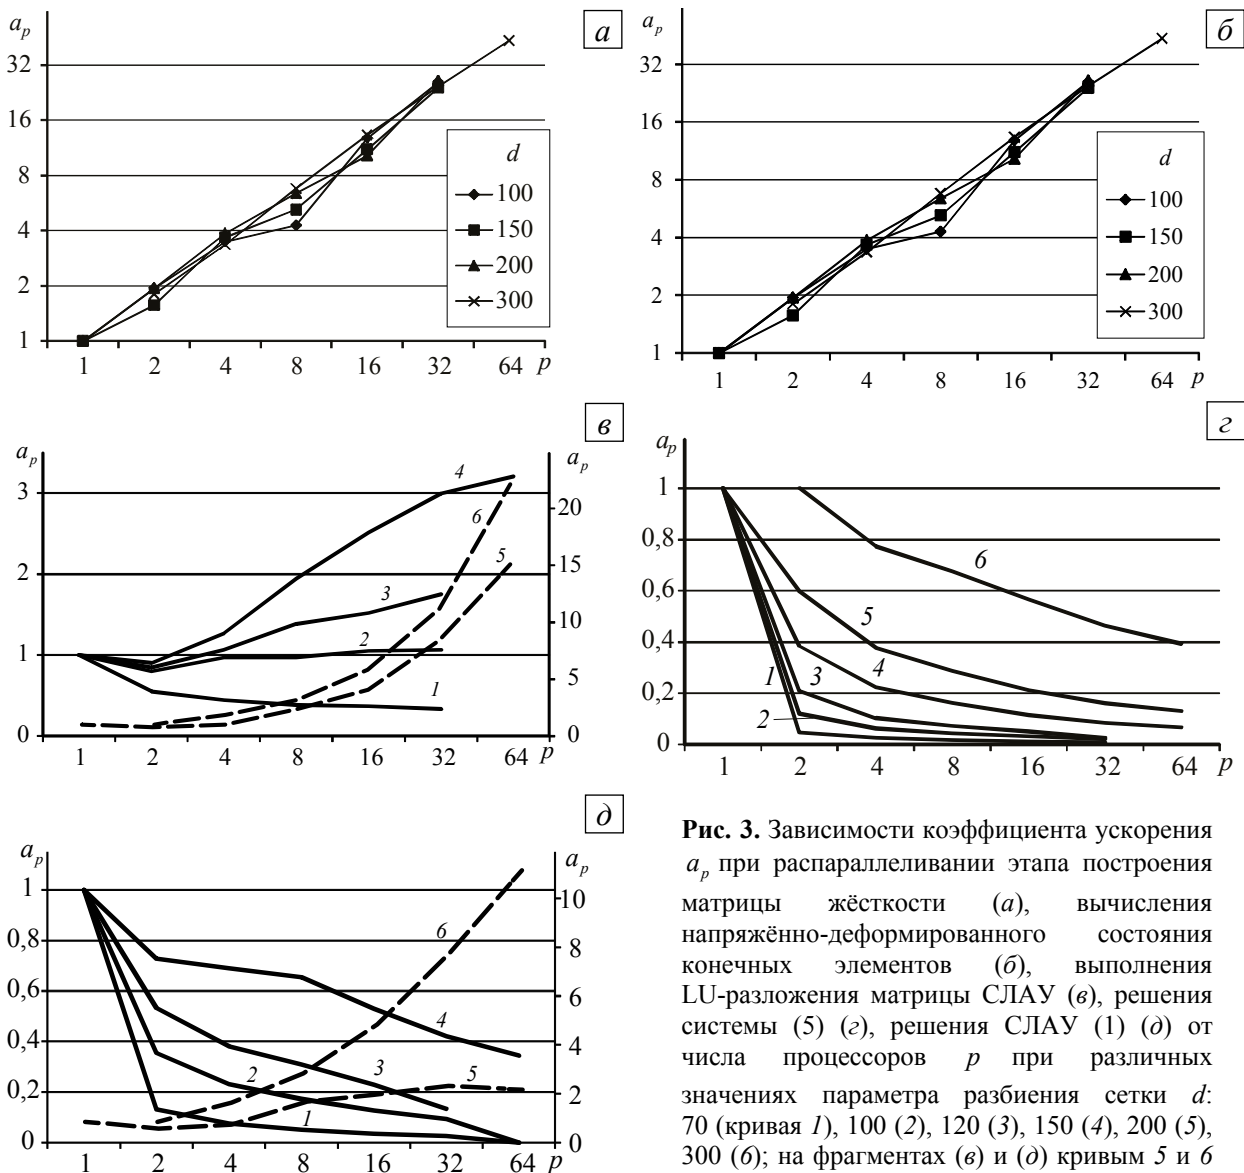 a_p а
32
16
8
4
2
1
d
100
150
200
300
1 2 4 8 16 32 64 p
a_p б
32
16
8
4
2
1
d
100
150
200
300
1 2 4 8 16 32 64 p
в
a_p a_p
3
2
1
0
20
15
10
5
0
4
6
5
3
2
1
1 2 4 8 16 32 64 p
г
a_p
1
0,8
0,6
0,4
0,2
0
6
5
4
3
1
2
1 2 4 8 16 32 64 p
д
a_p a_p
1
0,8
0,6
0,4
0,2
0
10
8
6
4
2
0
6
4
3
5
2
1
1 2 4 8 16 32 64 p
Рис. 3. Зависимости коэффициента ускорения
a_p при распараллеливании этапа построения
матрицы жёсткости (а), вычисления
напряжённо-деформированного состояния
конечных элементов (б), выполнения
LU-разложения матрицы СЛАУ (в), решения
системы (5) (г), решения СЛАУ (1) (д) от
числа процессоров p при различных
значениях параметра разбиения сетки d:
70 (кривая 1), 100 (2), 120 (3), 150 (4), 200 (5),
300 (6); на фрагментах (в) и (д) кривым 5 и 6